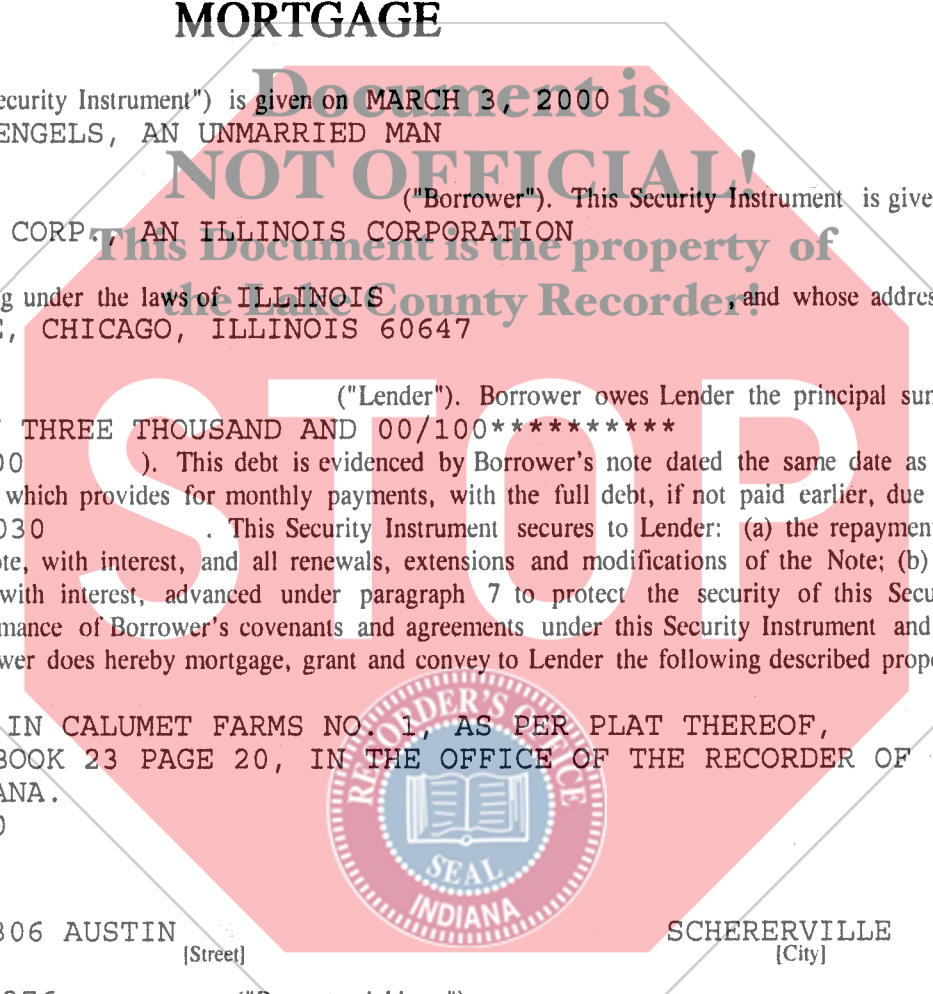 MORTGAGE
Document is
ecurity Instrument") is given on MARCH 3, 2000
ENGELS, AN UNMARRIED MAN
NOT OFFICIAL!
("Borrower"). This Security Instrument is give
CORP., AN ILLINOIS CORPORATION
This Document is the property of
g under the laws of ILLINOIS , and whose addres
the Lake County Recorder!
, CHICAGO, ILLINOIS 60647
("Lender"). Borrower owes Lender the principal sum
THREE THOUSAND AND 00/100**********
00 ). This debt is evidenced by Borrower's note dated the same date as
which provides for monthly payments, with the full debt, if not paid earlier, due
030 . This Security Instrument secures to Lender: (a) the repayment
te, with interest, and all renewals, extensions and modifications of the Note; (b)
with interest, advanced under paragraph 7 to protect the security of this Secu
mance of Borrower's covenants and agreements under this Security Instrument and
wer does hereby mortgage, grant and convey to Lender the following described prope
STOP
IN CALUMET FARMS NO. 1, AS PER PLAT THEREOF,
BOOK 23 PAGE 20, IN THE OFFICE OF THE RECORDER OF
ANA.
RECORDER'S OFFICE
SEAL
INDIANA
306 AUSTIN SCHERERVILLE
[Street] [City]